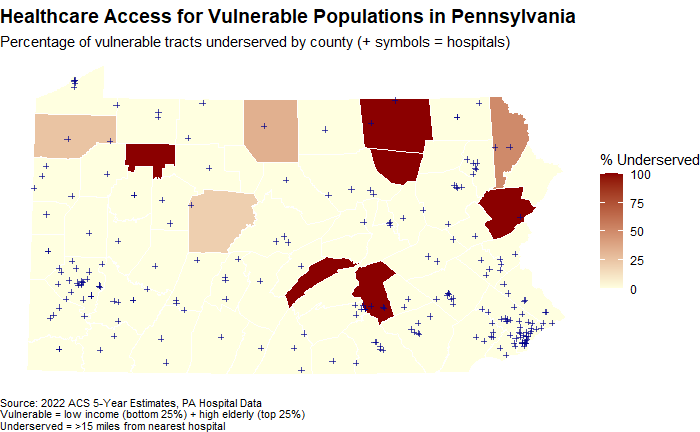 Healthcare Access for Vulnerable Populations in Pennsylvania
Percentage of vulnerable tracts underserved by county (+ symbols = hospitals)
% Underserved
100
75
50
25
0
Source: 2022 ACS 5-Year Estimates, PA Hospital Data
Vulnerable = low income (bottom 25%) + high elderly (top 25%)
Underserved = >15 miles from nearest hospital